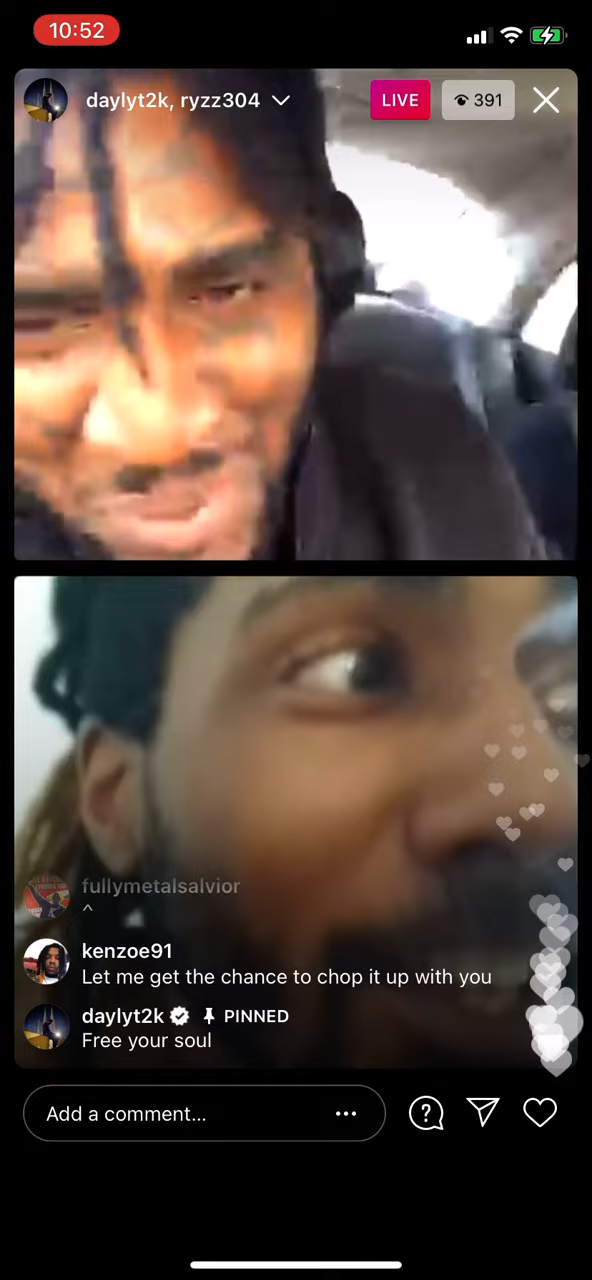 10:52
daylyt2k, ryzz304
LIVE
391
fullymetalsalvior
^
kenzoe91
Let me get the chance to chop it up with you
daylyt2k PINNED
Free your soul
Add a comment...